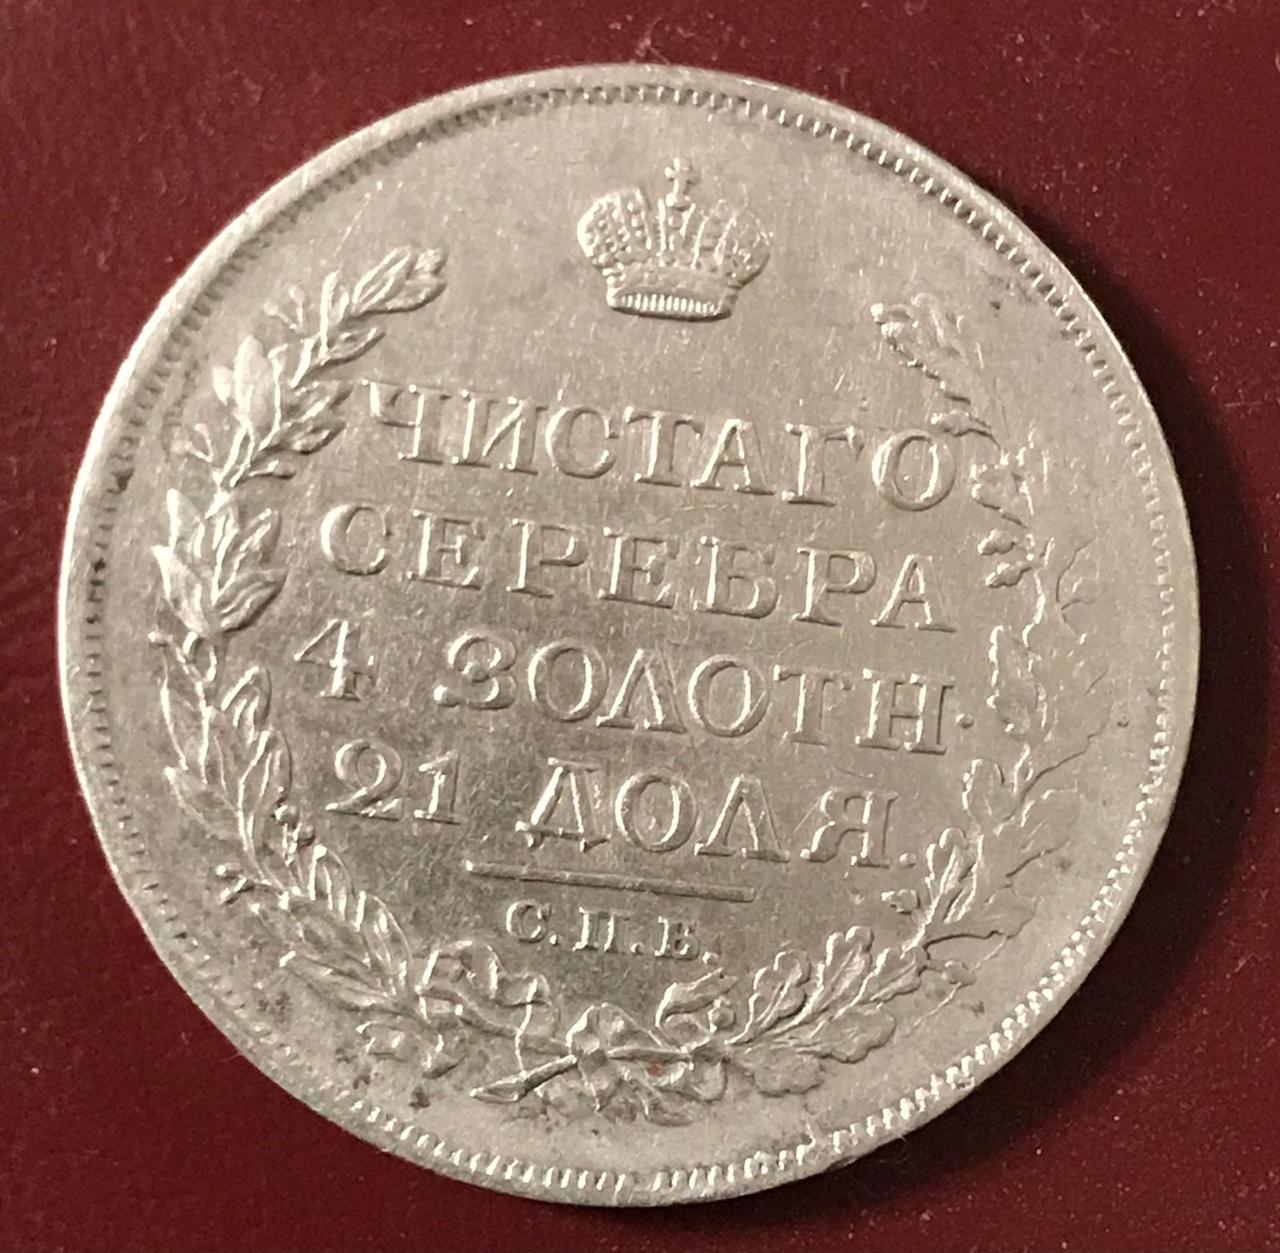 ЧИСТАГО
СЕРЕБРА
4 ЗОЛОТН.
21 ДОЛЯ.
С.П.Б.